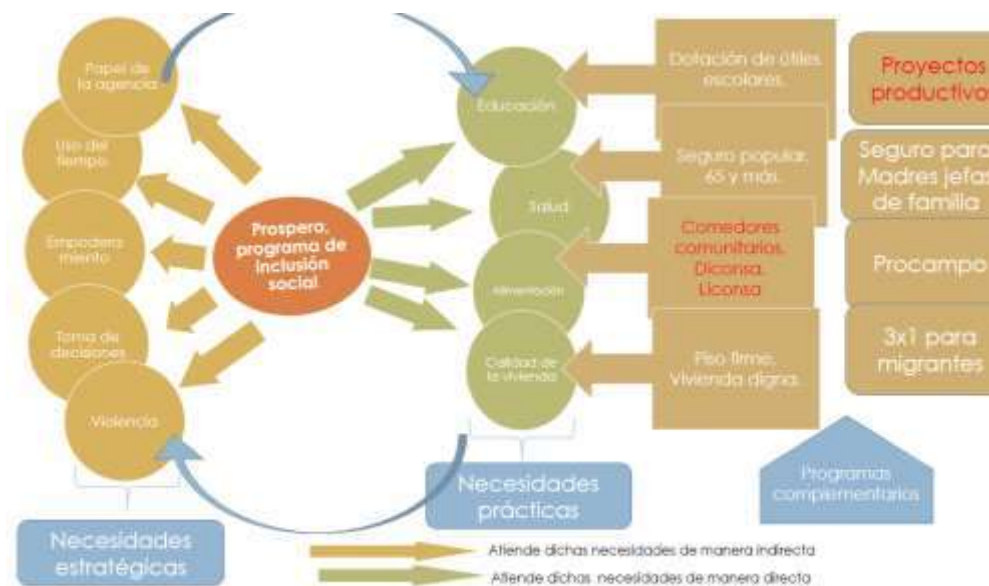 Papel de
la agencia
Uso del
tiempo
Empodera
miento
Toma de
decisiones
Violencia
Necesidades
estratégicas
Prospero,
programa de
inclusión
social
Educación
Salud
Alimentación
Calidad de
la vivienda
Necesidades
prácticas
Dotación de útiles
escolares.
Seguro popular,
65 y más.
Comedores
comunitarios,
Diconsa,
Liconsa
Piso firme,
Vivienda digna.
Proyectos
productivos
Seguro para
Madres jefas
de familia
Procampo
3x1 para
migrantes
Programas
complementarios
Atiende dichas necesidades de manera indirecta
Atiende dichas necesidades de manera directa